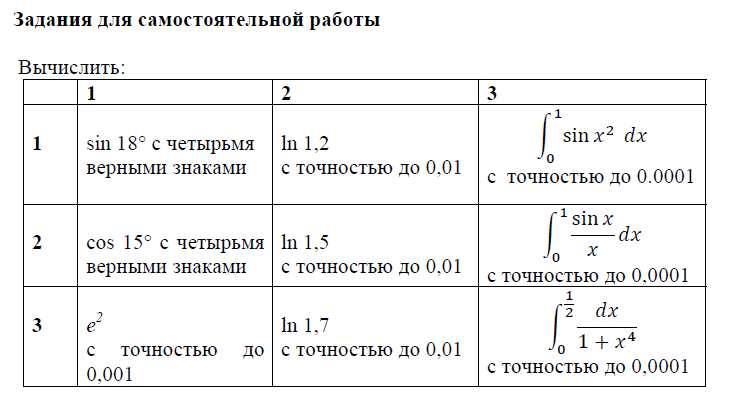 Задания для самостоятельной работы
Вычислить:
1 2 3
1
sin 18° с четырьмя
верными знаками
ln 1,2
с точностью до 0,01
∫₀¹ sin x² dx
с точностью до 0.0001
2
cos 15° с четырьмя
верными знаками
ln 1,5
с точностью до 0,01
∫₀¹ sin x / x dx
с точностью до 0,0001
3
e²
с точностью до
0,001
ln 1,7
с точностью до 0,01
∫₀^(1/2) dx / (1 + x⁴)
с точностью до 0,0001